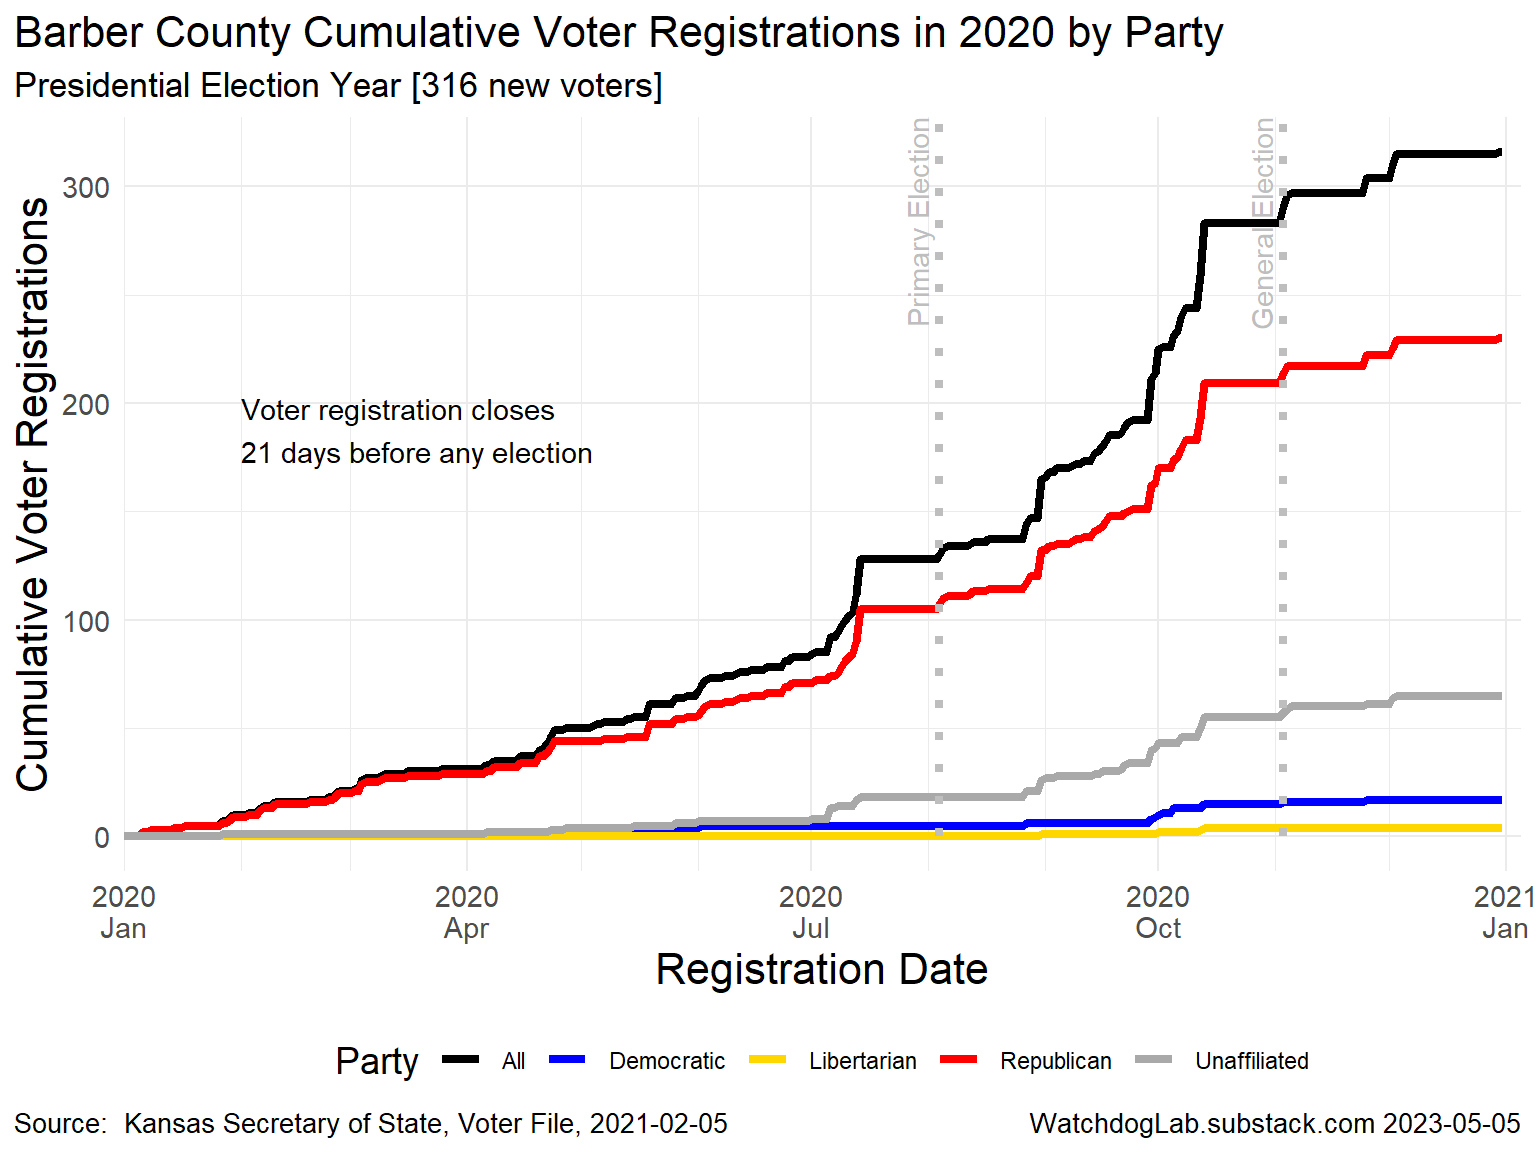 Barber County Cumulative Voter Registrations in 2020 by Party
Presidential Election Year [316 new voters]
Cumulative Voter Registrations
300
200
100
0
Primary Election
General Election
Voter registration closes
21 days before any election
2020 2020 2020 2020 2021
Jan Apr Jul Oct Jan
Registration Date
Party All Democratic Libertarian Republican Unaffiliated
Source:  Kansas Secretary of State, Voter File, 2021-02-05
WatchdogLab.substack.com 2023-05-05